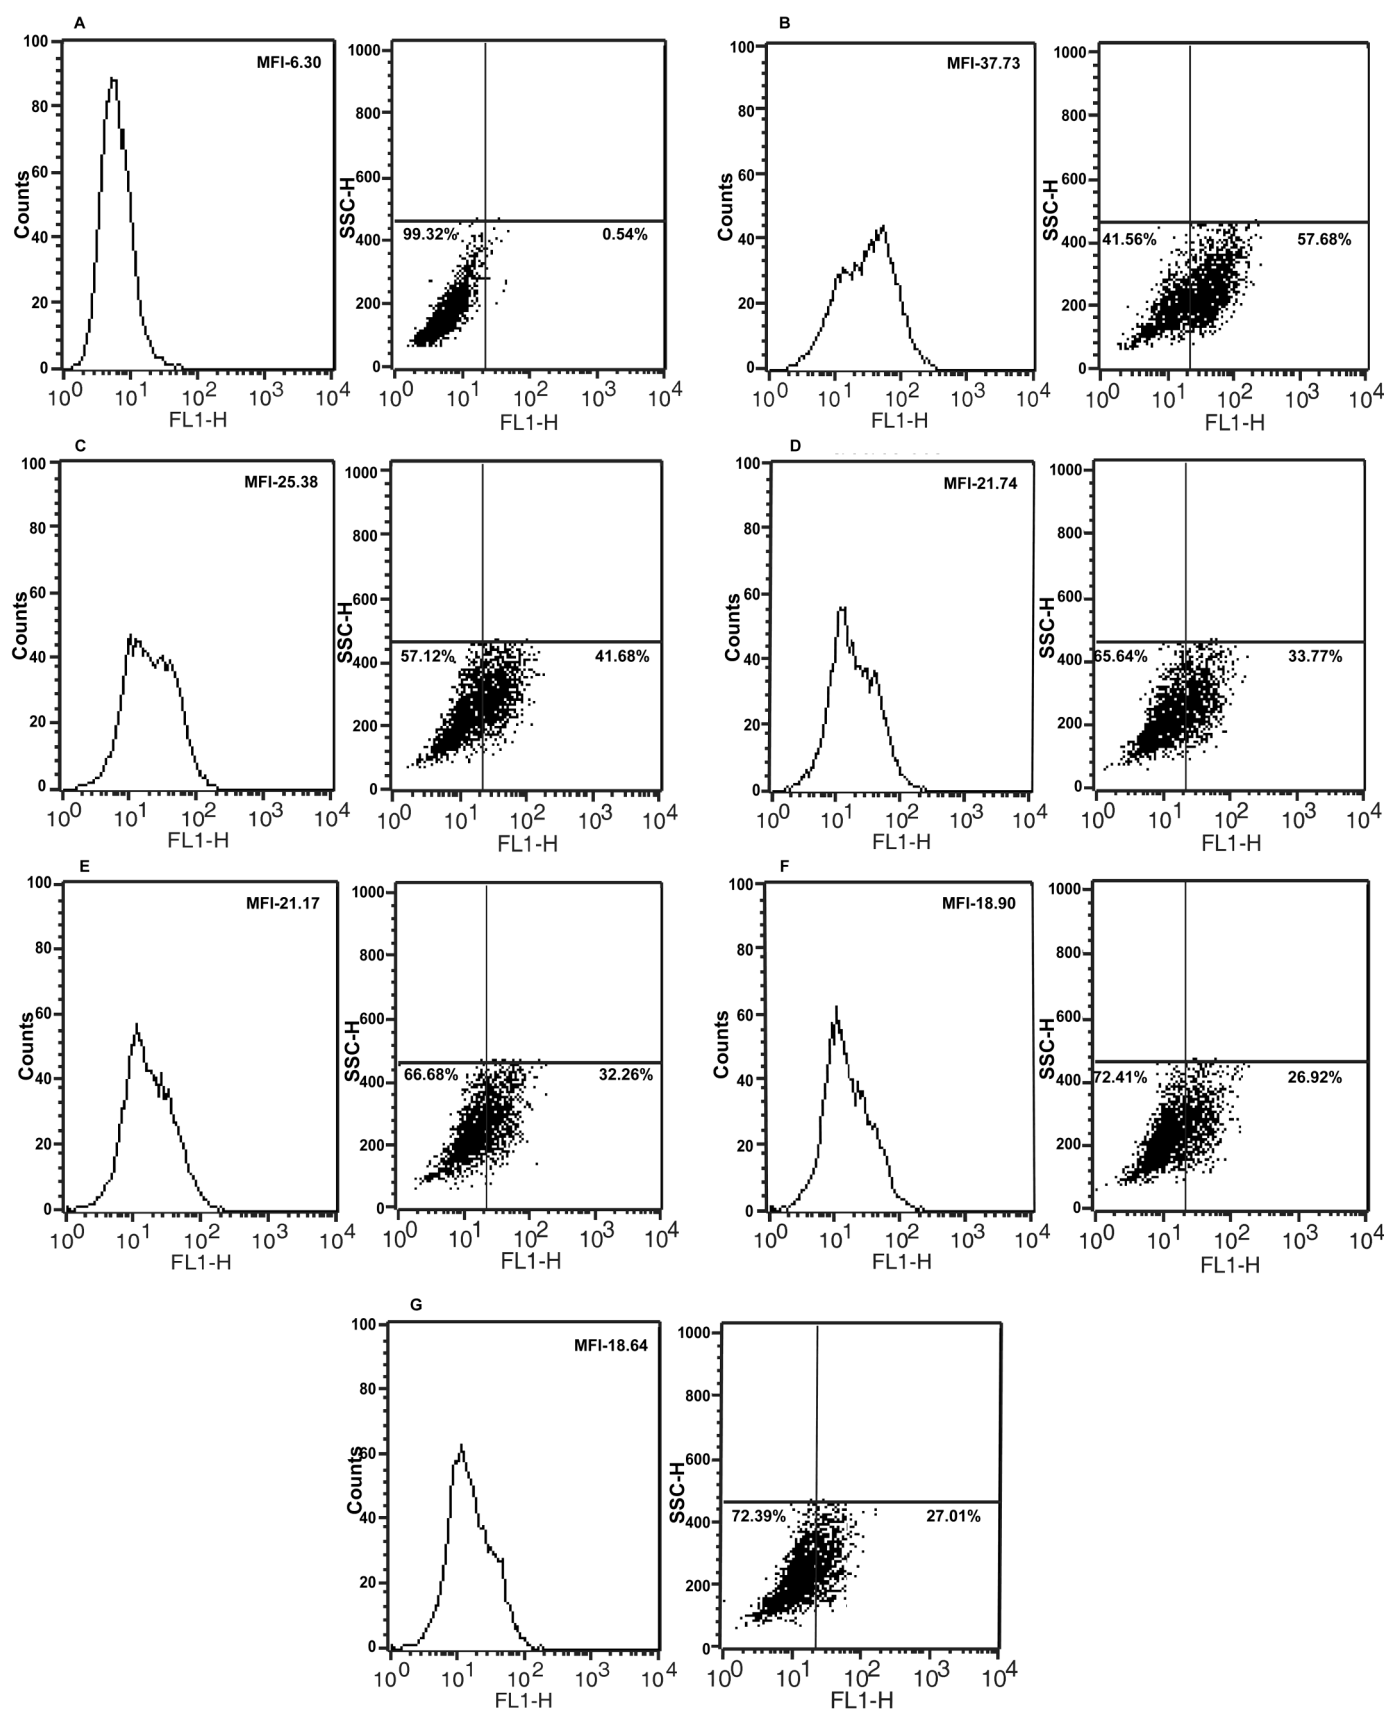 A
MFI-6.30
Counts
100
80
60
40
20
0
10^0 10^1 10^2 10^3 10^4
FL1-H
SSC-H
1000
800
600
400
200
0
99.32% 0.54%
10^0 10^1 10^2 10^3 10^4
FL1-H
B
MFI-37.73
Counts
100
80
60
40
20
0
10^0 10^1 10^2 10^3 10^4
FL1-H
SSC-H
1000
800
600
400
200
0
41.56% 57.68%
10^0 10^1 10^2 10^3 10^4
FL1-H
C
MFI-25.38
Counts
100
80
60
40
20
0
10^0 10^1 10^2 10^3 10^4
FL1-H
SSC-H
1000
800
600
400
200
0
57.12% 41.68%
10^0 10^1 10^2 10^3 10^4
FL1-H
D
MFI-21.74
Counts
100
80
60
40
20
0
10^0 10^1 10^2 10^3 10^4
FL1-H
SSC-H
1000
800
600
400
200
0
65.64% 33.77%
10^0 10^1 10^2 10^3 10^4
FL1-H
E
MFI-21.17
Counts
100
80
60
40
20
0
10^0 10^1 10^2 10^3 10^4
FL1-H
SSC-H
1000
800
600
400
200
0
66.68% 32.26%
10^0 10^1 10^2 10^3 10^4
FL1-H
F
MFI-18.90
Counts
100
80
60
40
20
0
10^0 10^1 10^2 10^3 10^4
FL1-H
SSC-H
1000
800
600
400
200
0
72.41% 26.92%
10^0 10^1 10^2 10^3 10^4
FL1-H
G
MFI-18.64
Counts
100
80
60
40
20
0
10^0 10^1 10^2 10^3 10^4
FL1-H
SSC-H
1000
800
600
400
200
0
72.39% 27.01%
10^0 10^1 10^2 10^3 10^4
FL1-H